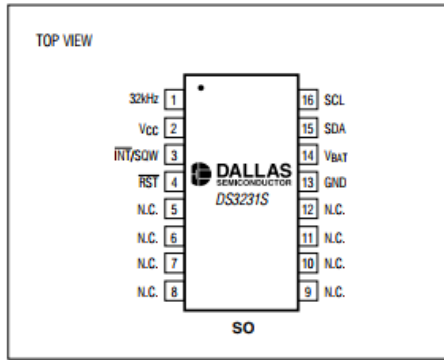 TOP VIEW
32kHz 1
VCC 2
INT/SQW 3
RST 4
N.C. 5
N.C. 6
N.C. 7
N.C. 8
DALLAS
SEMICONDUCTOR
DS3231S
16 SCL
15 SDA
14 VBAT
13 GND
12 N.C.
11 N.C.
10 N.C.
9 N.C.
SO